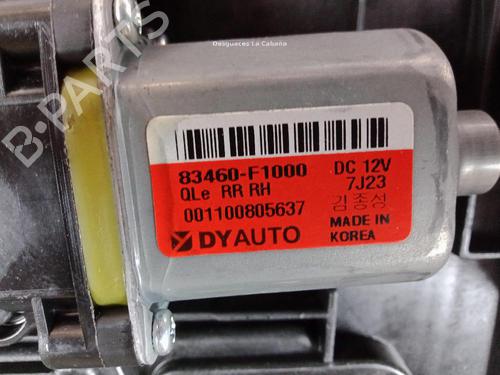 Desguaces La Cabaña
B-PARTS
83460-F1000 DC 12V
QLe RR RH 7J23
001100805637 김종성
DYAUTO MADE IN
KOREA